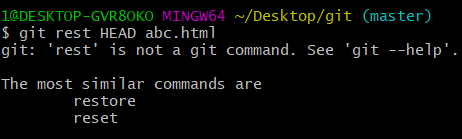 1@DESKTOP-GVR8OKO MINGW64 ~/Desktop/git (master)
$ git rest HEAD abc.html
git: 'rest' is not a git command. See 'git --help'.

The most similar commands are
        restore
        reset